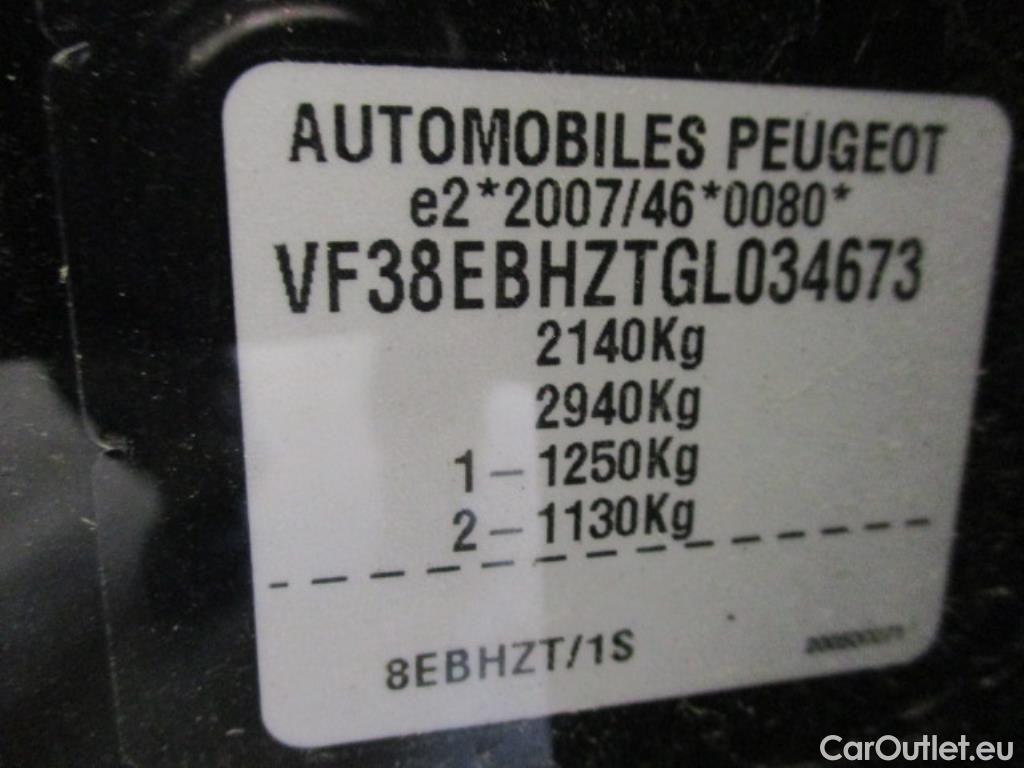 AUTOMOBILES PEUGEOT
e2*2007/46*0080*
VF38EBHZTGL034673
2140Kg
2940Kg
1 – 1250Kg
2 – 1130Kg
8EBHZT/1S
CarOutlet.eu